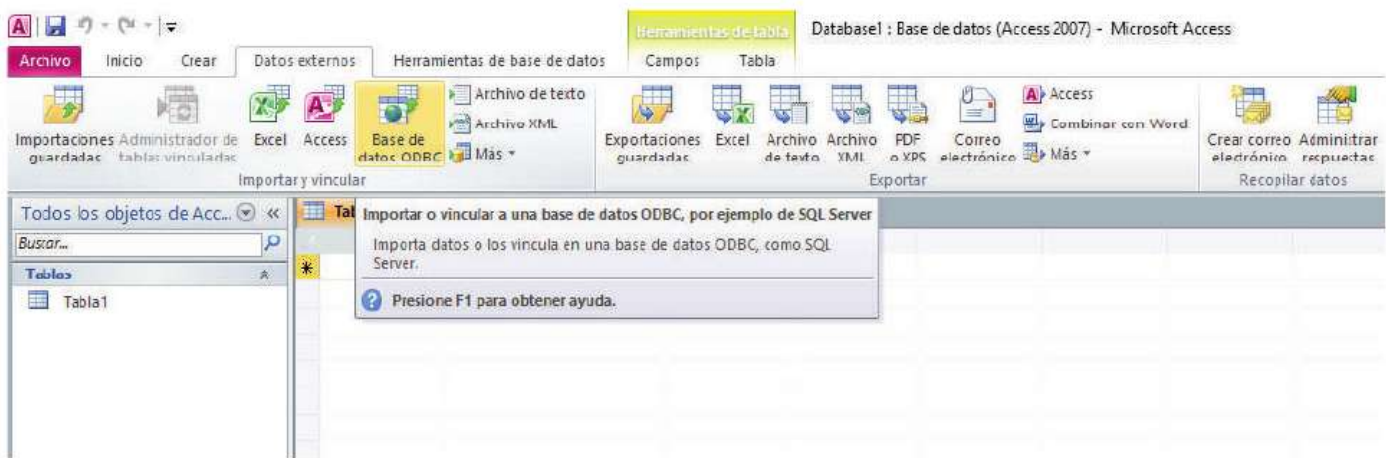 Database1 : Base de datos (Access 2007) - Microsoft Access
Herramientas de tabla
Archivo Inicio Crear Datos externos Herramientas de base de datos Campos Tabla
Importaciones guardadas
Administrador de tablas vinculadas
Excel
Access
Base de datos ODBC
Archivo de texto
Archivo XML
Más
Importar y vincular
Exportaciones guardadas
Excel
Archivo de texto
Archivo XML
PDF o XPS
Correo electrónico
Access
Combinar con Word
Más
Exportar
Crear correo electrónico
Administrar respuestas
Recopilar datos
Todos los objetos de Acc...
Buscar...
Tablas
Tabla1
Tab
Importar o vincular a una base de datos ODBC, por ejemplo de SQL Server
Importa datos o los vincula en una base de datos ODBC, como SQL
Server.
Presione F1 para obtener ayuda.